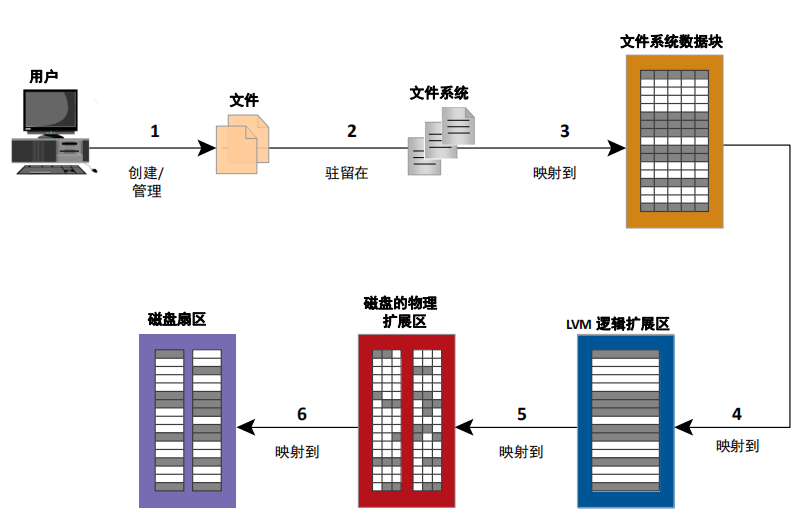 用户
1
创建/
管理
文件
2
驻留在
文件系统
3
映射到
文件系统数据块
4
映射到
LVM 逻辑扩展区
5
映射到
磁盘的物理
扩展区
6
映射到
磁盘扇区